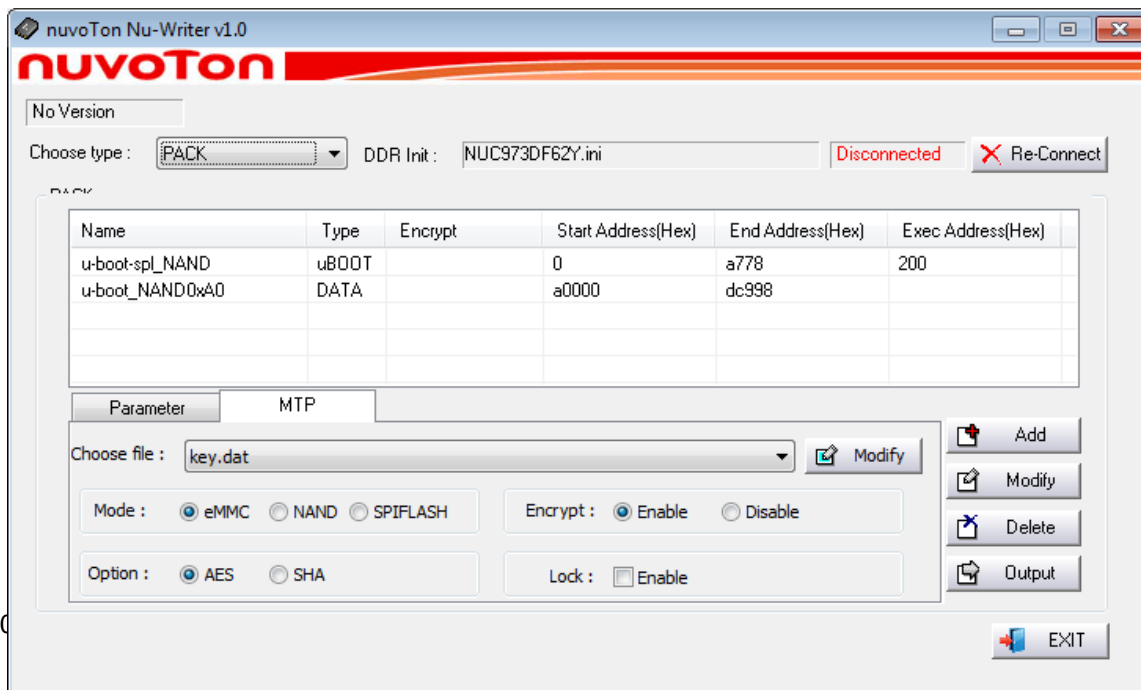 nuvoTon Nu-Writer v1.0
nuvoTon
No Version
Choose type : PACK DDR Init : NUC973DF62Y.ini Disconnected Re-Connect
PACK
Name Type Encrypt Start Address(Hex) End Address(Hex) Exec Address(Hex)
u-boot-spl_NAND uBOOT 0 a778 200
u-boot_NAND0xA0 DATA a0000 dc998
Parameter MTP
Choose file : key.dat Modify
Mode : eMMC NAND SPIFLASH Encrypt : Enable Disable
Option : AES SHA Lock : Enable
Add
Modify
Delete
Output
EXIT